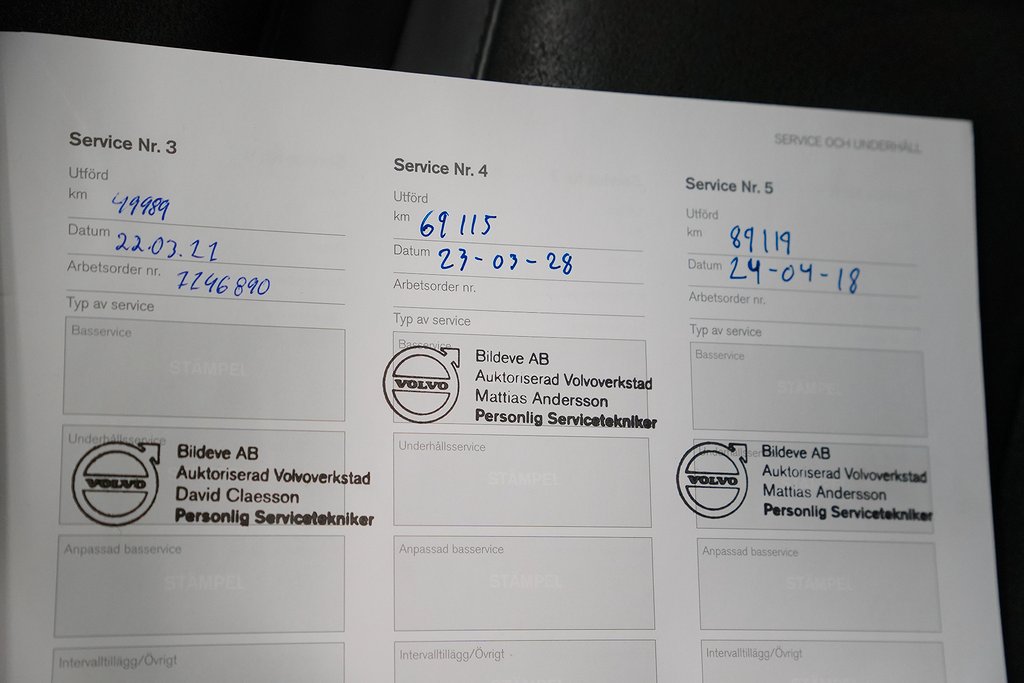 SERVICE OCH UNDERHÅLL
Service Nr. 3
Utförd
km 49989
Datum 22.03.21
Arbetsorder nr. 7246890
Typ av service
Basservice
STÄMPEL
Underhållsservice
VOLVO
Bildeve AB
Auktoriserad Volvoverkstad
David Claesson
Personlig Servicetekniker
Anpassad basservice
STÄMPEL
Intervalltillägg/Övrigt
Service Nr. 4
Utförd
km 69115
Datum 23-03-28
Arbetsorder nr.
Typ av service
Basservice
VOLVO
Bildeve AB
Auktoriserad Volvoverkstad
Mattias Andersson
Personlig Servicetekniker
Underhållsservice
STÄMPEL
Anpassad basservice
STÄMPEL
Intervalltillägg/Övrigt
Service Nr. 5
Utförd
km 89119
Datum 24-04-18
Arbetsorder nr.
Typ av service
Basservice
STÄMPEL
Underhållsservice
VOLVO
Bildeve AB
Auktoriserad Volvoverkstad
Mattias Andersson
Personlig Servicetekniker
Anpassad basservice
STÄMPEL
Intervalltillägg/Övrigt